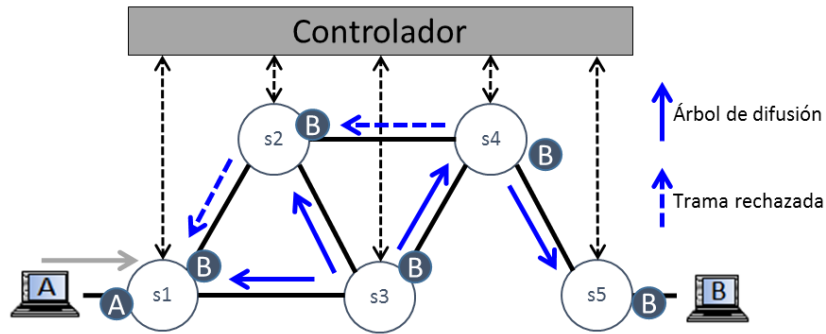 Controlador
s2
B
s4
B
Árbol de difusión
Trama rechazada
A
A
s1
B
s3
B
s5
B
B